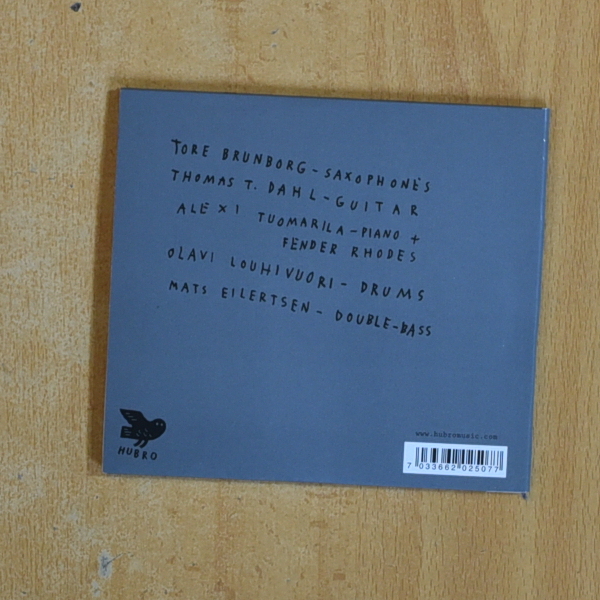 TORE BRUNBORG - SAXOPHONES
THOMAS T. DAHL - GUITAR
ALEXI TUOMARILA - PIANO +
FENDER RHODES
OLAVI LOUHIVUORI - DRUMS
MATS EILERTSEN - DOUBLE-BASS
HUBRO
www.hubromusic.com
7 033662 025077